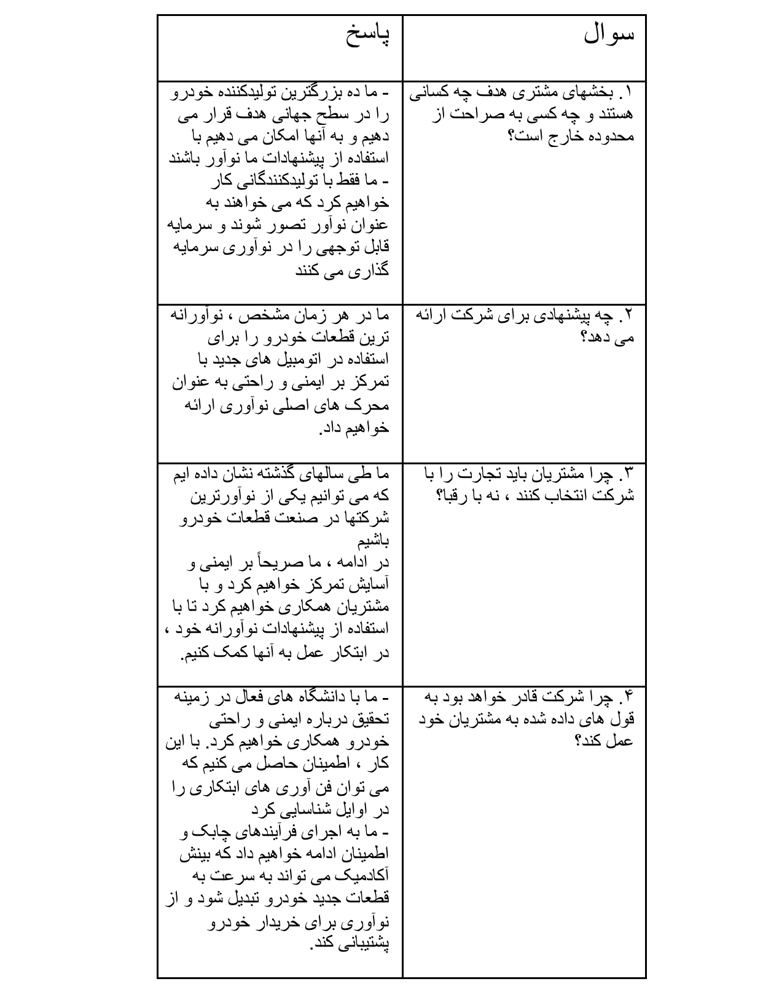 سوال
پاسخ
۱. بخشهای مشتری هدف چه کسانی
هستند و چه کسی به صراحت از
محدوده خارج است؟
- ما ده بزرگترین تولیدکننده خودرو
را در سطح جهانی هدف قرار می
دهیم و به آنها امکان می دهیم با
استفاده از پیشنهادات ما نوآور باشند
- ما فقط با تولیدکنندگانی کار
خواهیم کرد که می خواهند به
عنوان نوآور تصور شوند و سرمایه
قابل توجهی را در نوآوری سرمایه
گذاری می کنند
۲. چه پیشنهادی برای شرکت ارائه
می دهد؟
ما در هر زمان مشخص ، نوآورانه
ترین قطعات خودرو را برای
استفاده در اتومبیل های جدید با
تمرکز بر ایمنی و راحتی به عنوان
محرک های اصلی نوآوری ارائه
خواهیم داد.
۳. چرا مشتریان باید تجارت را با
شرکت انتخاب کنند ، نه با رقبا؟
ما طی سالهای گذشته نشان داده ایم
که می توانیم یکی از نوآورترین
شرکتها در صنعت قطعات خودرو
باشیم
در ادامه ، ما صریحاً بر ایمنی و
آسایش تمرکز خواهیم کرد و با
مشتریان همکاری خواهیم کرد تا با
استفاده از پیشنهادات نوآورانه خود ،
در ابتکار عمل به آنها کمک کنیم.
۴. چرا شرکت قادر خواهد بود به
قول های داده شده به مشتریان خود
عمل کند؟
- ما با دانشگاه های فعال در زمینه
تحقیق درباره ایمنی و راحتی
خودرو همکاری خواهیم کرد. با این
کار ، اطمینان حاصل می کنیم که
می توان فن آوری های ابتکاری را
در اوایل شناسایی کرد
- ما به اجرای فرآیندهای چابک و
اطمینان ادامه خواهیم داد که بینش
آکادمیک می تواند به سرعت به
قطعات جدید خودرو تبدیل شود و از
نوآوری برای خریدار خودرو
پشتیبانی کند.